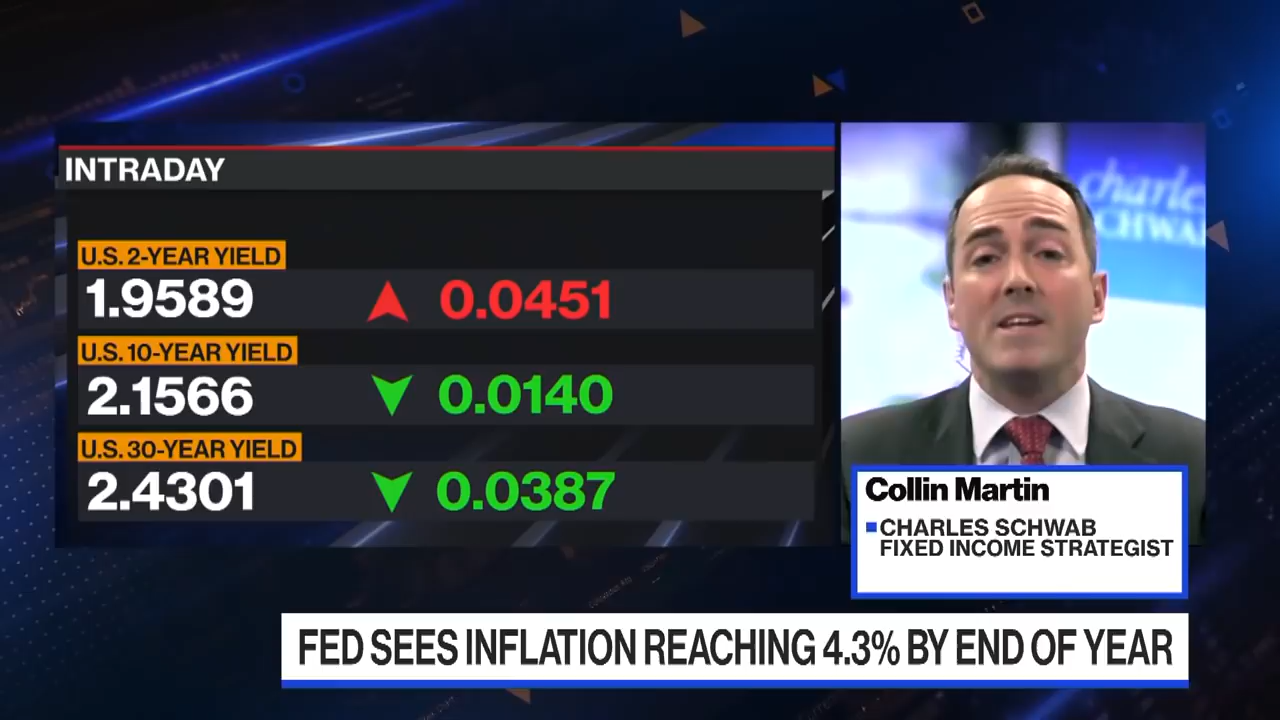 INTRADAY
U.S. 2-YEAR YIELD
1.9589 ▲ 0.0451
U.S. 10-YEAR YIELD
2.1566 ▼ 0.0140
U.S. 30-YEAR YIELD
2.4301 ▼ 0.0387
charles
SCHWAB
Collin Martin
CHARLES SCHWAB
FIXED INCOME STRATEGIST
FED SEES INFLATION REACHING 4.3% BY END OF YEAR